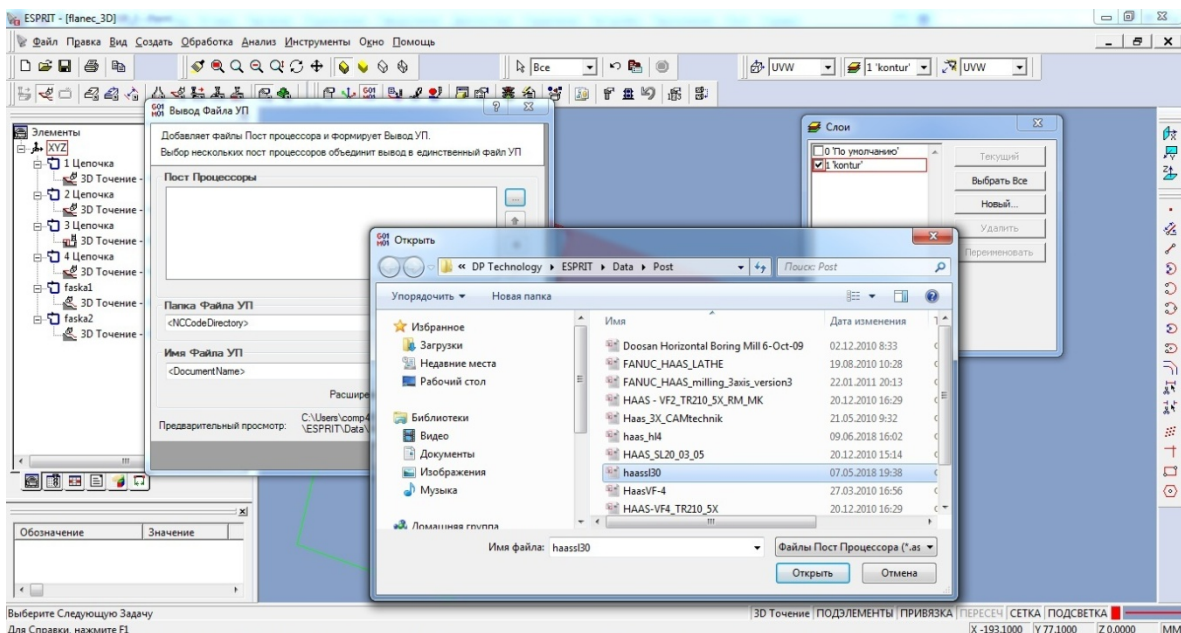 ESPRIT - [flanec_3D]
Файл Правка Вид Создать Обработка Анализ Инструменты Окно Помощь
Все
UVW
1 'kontur'
UVW
Элементы
XYZ
1 Цепочка
3D Точение -
2 Цепочка
3D Точение -
3 Цепочка
3D Точение -
4 Цепочка
3D Точение -
faska1
3D Точение -
faska2
3D Точение -
Обозначение Значение
Вывод Файла УП
Добавляет файлы Пост процессора и формирует Вывод УП.
Выбор нескольких пост процессоров объединит вывод в единственный файл УП
Пост Процессоры
...
Папка Файла УП
<NCCodeDirectory>
Имя Файла УП
<DocumentName>
Расшире
Предварительный просмотр: C:\Users\comp4
\ESPRIT\Data\
Слои
0 'По умолчанию'
1 'kontur'
Текущий
Выбрать Все
Новый...
Удалить
Переименовать
Открыть
« DP Technology ESPRIT Data Post
Поиск: Post
Упорядочить Новая папка
Избранное
Загрузки
Недавние места
Рабочий стол
Библиотеки
Видео
Документы
Изображения
Музыка
Домашняя группа
Имя Дата изменения
Doosan Horizontal Boring Mill 6-Oct-09 02.12.2010 8:33
FANUC_HAAS_LATHE 19.08.2010 10:28
FANUC_HAAS_milling_3axis_version3 22.01.2011 20:13
HAAS - VF2_TR210_5X_RM_MK 20.12.2010 16:29
Haas_3X_CAMtechnik 21.05.2010 9:32
haas_hl4 09.06.2018 16:02
HAAS_SL20_03_05 20.12.2010 15:14
haassl30 07.05.2018 19:38
HaasVF-4 27.03.2010 16:56
HAAS-VF4_TR210_5X 20.12.2010 16:29
Имя файла: haassl30
Файлы Пост Процессора (*.as
Открыть Отмена
Выберите Следующую Задачу
3D Точение ПОДЭЛЕМЕНТЫ ПРИВЯЗКА ПЕРЕСЕЧ СЕТКА ПОДСВЕТКА
Для Справки, нажмите F1
X -193.1000 Y 77.1000 Z 0.0000 MM